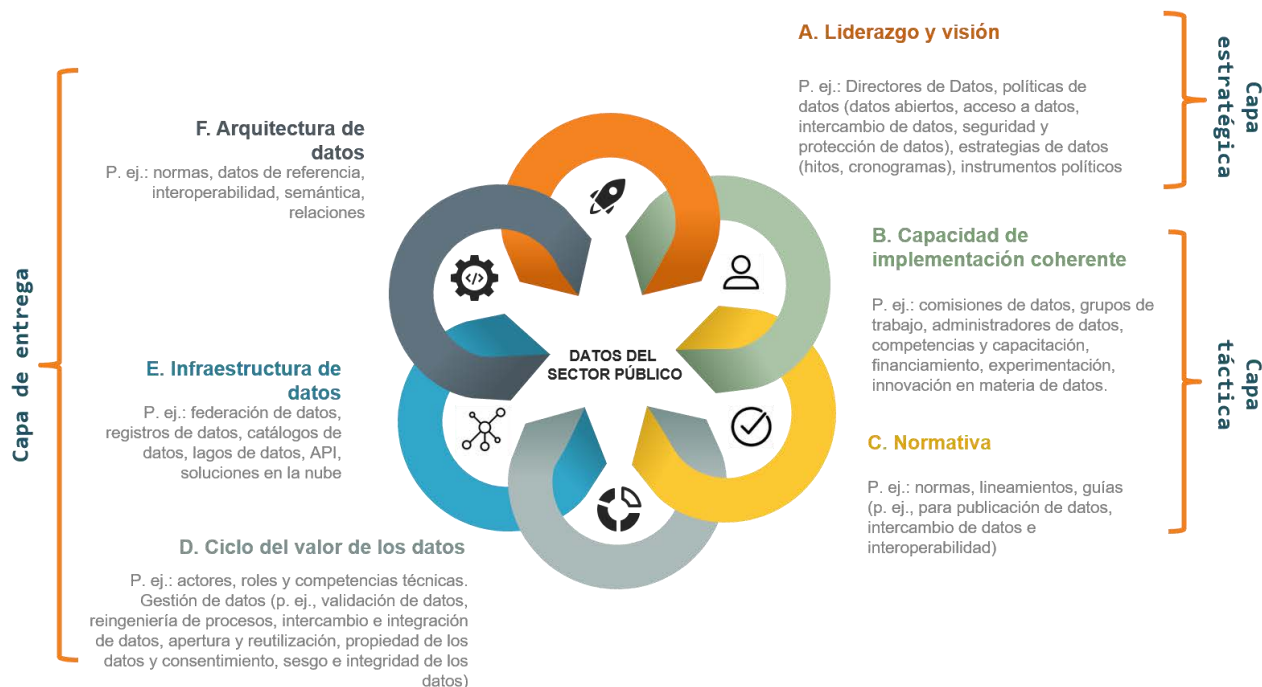 A. Liderazgo y visión
P. ej.: Directores de Datos, políticas de
datos (datos abiertos, acceso a datos,
intercambio de datos, seguridad y
protección de datos), estrategias de datos
(hitos, cronogramas), instrumentos políticos
Capa
estratégica
B. Capacidad de
implementación coherente
P. ej.: comisiones de datos, grupos de
trabajo, administradores de datos,
competencias y capacitación,
financiamiento, experimentación,
innovación en materia de datos.
C. Normativa
P. ej.: normas, lineamientos, guías
(p. ej., para publicación de datos,
intercambio de datos e
interoperabilidad)
Capa
táctica
D. Ciclo del valor de los datos
P. ej.: actores, roles y competencias técnicas.
Gestión de datos (p. ej., validación de datos,
reingeniería de procesos, intercambio e integración
de datos, apertura y reutilización, propiedad de los
datos y consentimiento, sesgo e integridad de los
datos)
E. Infraestructura de
datos
P. ej.: federación de datos,
registros de datos, catálogos de
datos, lagos de datos, API,
soluciones en la nube
F. Arquitectura de
datos
P. ej.: normas, datos de referencia,
interoperabilidad, semántica,
relaciones
Capa de entrega
DATOS DEL
SECTOR PÚBLICO